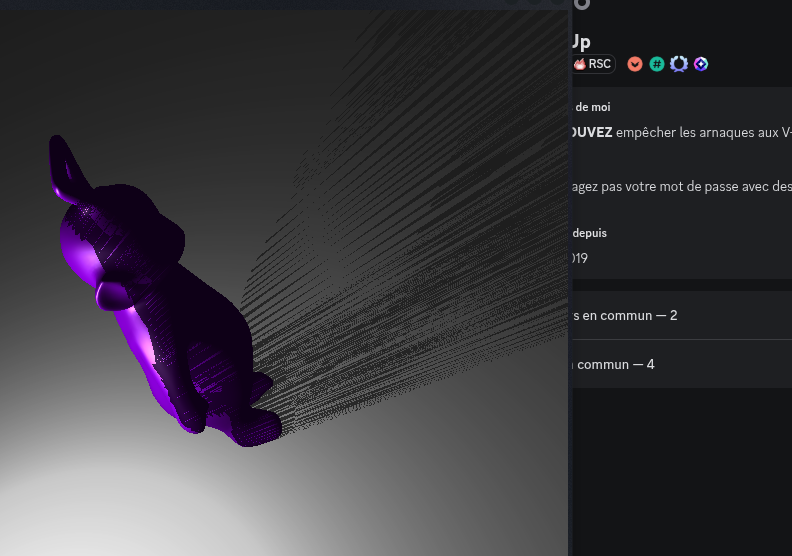 Up
RSC
de moi
OUVEZ empêcher les arnaques aux V-
agez pas votre mot de passe avec des
depuis
019
s en commun — 2
commun — 4